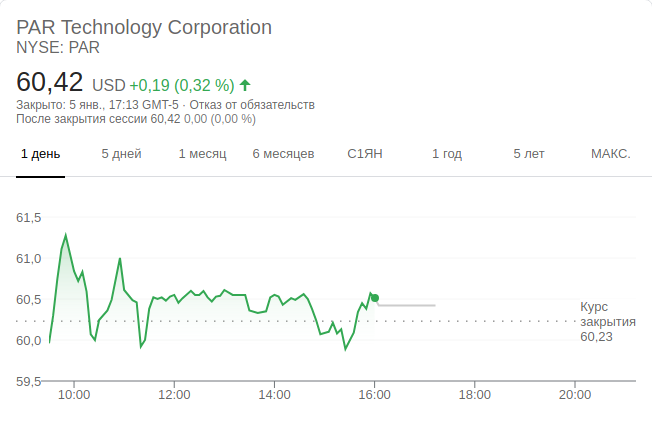 PAR Technology Corporation
NYSE: PAR
60,42 USD +0,19 (0,32 %)
Закрыто: 5 янв., 17:13 GMT-5 · Отказ от обязательств
После закрытия сессии 60,42 0,00 (0,00 %)
1 день 5 дней 1 месяц 6 месяцев С1ЯН 1 год 5 лет МАКС.
61,5
61,0
60,5
60,0
59,5
Курс
закрытия
60,23
10:00 12:00 14:00 16:00 18:00 20:00